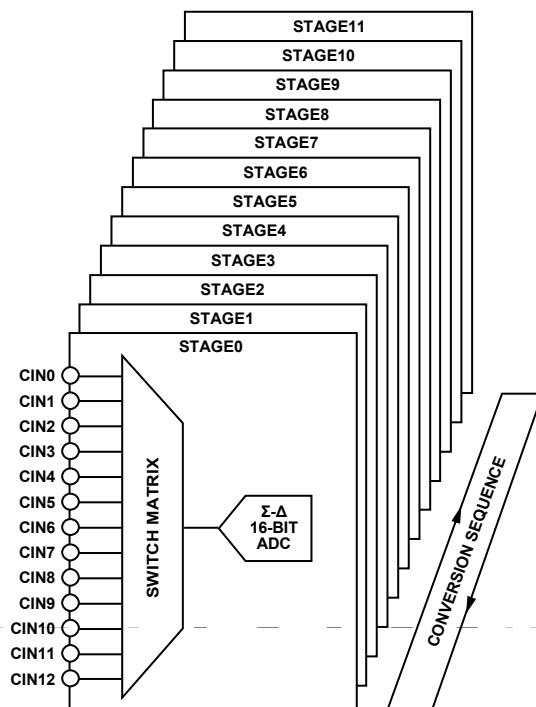 STAGE11
STAGE10
STAGE9
STAGE8
STAGE7
STAGE6
STAGE5
STAGE4
STAGE3
STAGE2
STAGE1
STAGE0
CIN0
CIN1
CIN2
CIN3
CIN4
CIN5
CIN6
CIN7
CIN8
CIN9
CIN10
CIN11
CIN12
SWITCH MATRIX
Σ-Δ
16-BIT
ADC
CONVERSION SEQUENCE